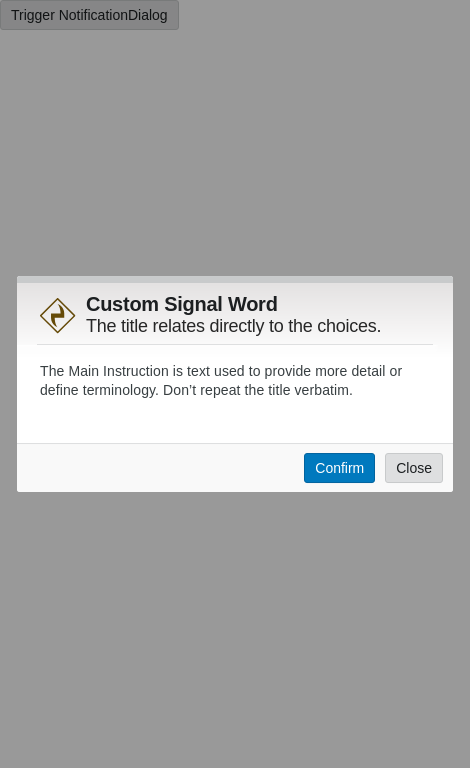 Trigger NotificationDialog
Custom Signal Word
The title relates directly to the choices.
The Main Instruction is text used to provide more detail or
define terminology. Don’t repeat the title verbatim.
Confirm
Close